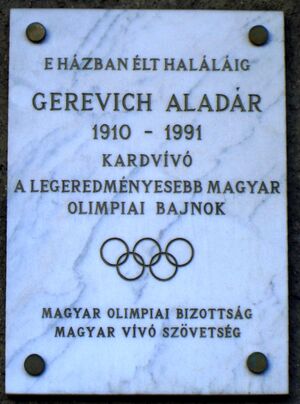 E HÁZBAN ÉLT HALÁLÁIG
GEREVICH ALADÁR
1910 - 1991
KARDVÍVÓ
A LEGEREDMÉNYESEBB MAGYAR
OLIMPIAI BAJNOK
MAGYAR OLIMPIAI BIZOTTSÁG
MAGYAR VÍVÓ SZÖVETSÉG